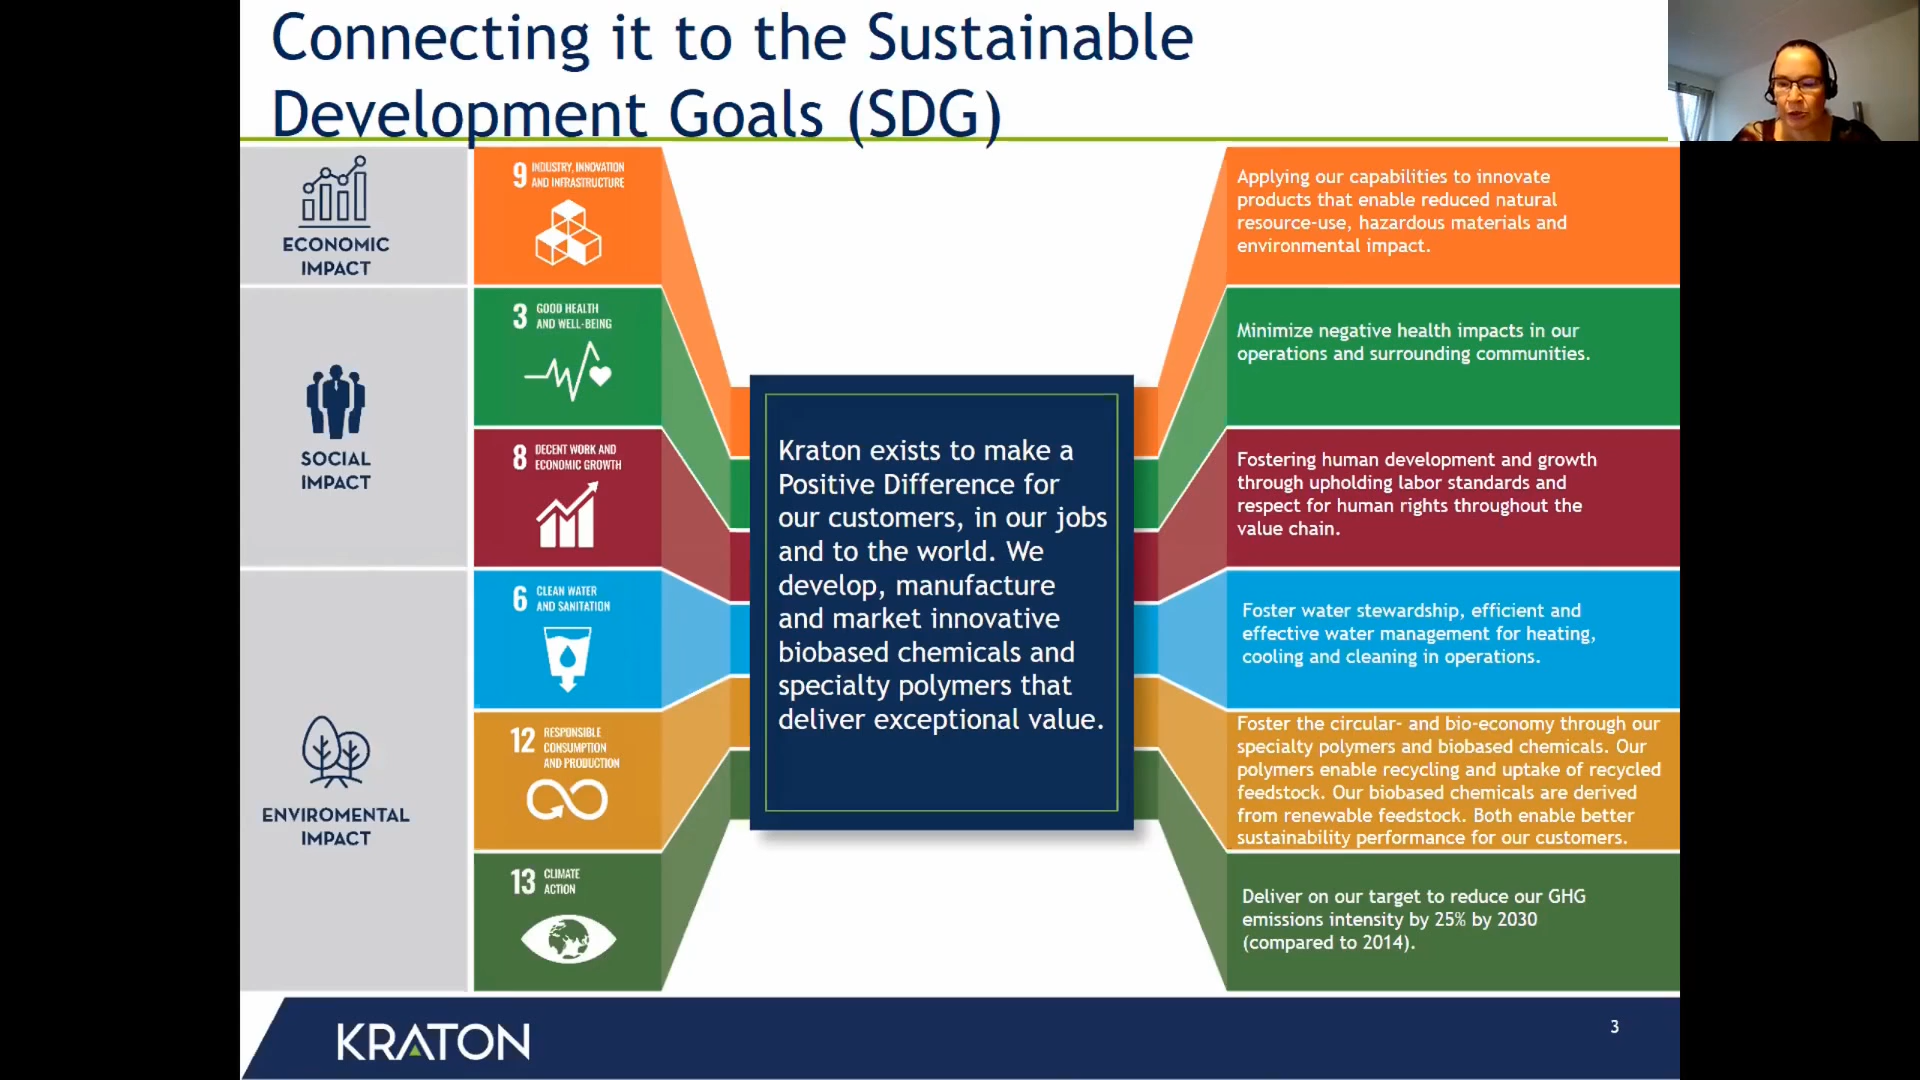 Connecting it to the Sustainable
Development Goals (SDG)
ECONOMIC
IMPACT
9 INDUSTRY, INNOVATION
AND INFRASTRUCTURE
Applying our capabilities to innovate
products that enable reduced natural
resource-use, hazardous materials and
environmental impact.
SOCIAL
IMPACT
3 GOOD HEALTH
AND WELL-BEING
Minimize negative health impacts in our
operations and surrounding communities.
8 DECENT WORK AND
ECONOMIC GROWTH
Fostering human development and growth
through upholding labor standards and
respect for human rights throughout the
value chain.
ENVIROMENTAL
IMPACT
6 CLEAN WATER
AND SANITATION
Foster water stewardship, efficient and
effective water management for heating,
cooling and cleaning in operations.
12 RESPONSIBLE
CONSUMPTION
AND PRODUCTION
Foster the circular- and bio-economy through our
specialty polymers and biobased chemicals. Our
polymers enable recycling and uptake of recycled
feedstock. Our biobased chemicals are derived
from renewable feedstock. Both enable better
sustainability performance for our customers.
13 CLIMATE
ACTION
Deliver on our target to reduce our GHG
emissions intensity by 25% by 2030
(compared to 2014).
Kraton exists to make a
Positive Difference for
our customers, in our jobs
and to the world. We
develop, manufacture
and market innovative
biobased chemicals and
specialty polymers that
deliver exceptional value.
KRATON
3